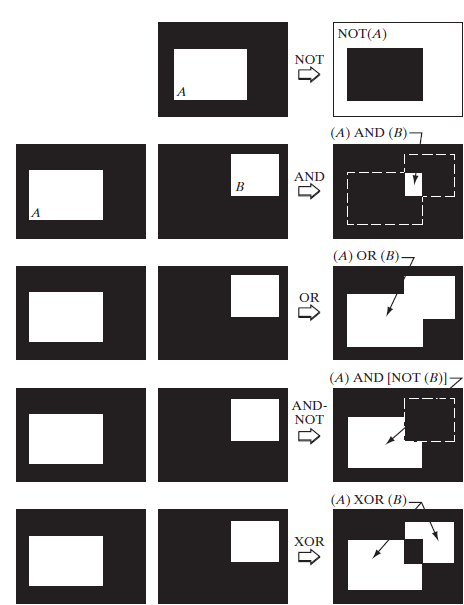 NOT(A)
NOT
A
(A) AND (B)
AND
B
A
(A) OR (B)
OR
(A) AND [NOT (B)]
AND-
NOT
(A) XOR (B)
XOR